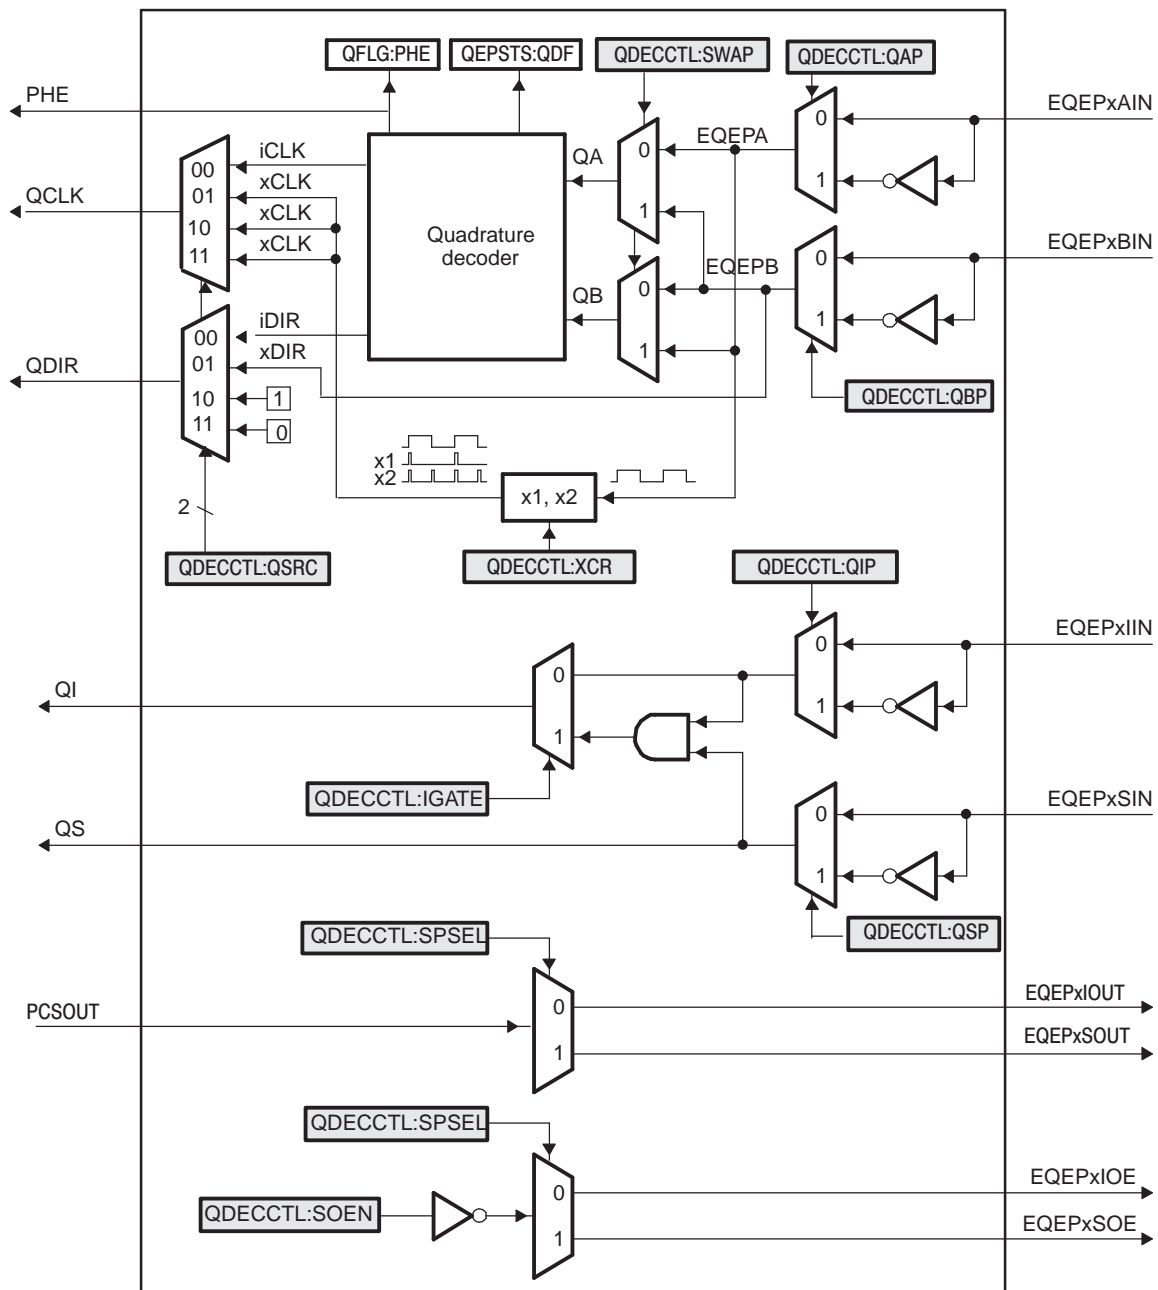 QFLG:PHE
QEPSTS:QDF
QDECCTL:SWAP
QDECCTL:QAP
PHE
EQEPxAIN
0
EQEPA
0
iCLK
QA
00
xCLK
1
01
QCLK
xCLK
1
10
xCLK
11
Quadrature
decoder
EQEPB
EQEPxBIN
0
0
QB
1
iDIR
00
xDIR
1
01
QDIR
10
1
QDECCTL:QBP
11
0
x1
x2
x1, x2
2
QDECCTL:QSRC
QDECCTL:XCR
QDECCTL:QIP
EQEPxIIN
0
0
QI
1
1
QDECCTL:IGATE
EQEPxSIN
0
QS
1
QDECCTL:SPSEL
QDECCTL:QSP
PCSOUT
0
EQEPxIOUT
1
EQEPxSOUT
QDECCTL:SPSEL
0
EQEPxIOE
QDECCTL:SOEN
1
EQEPxSOE